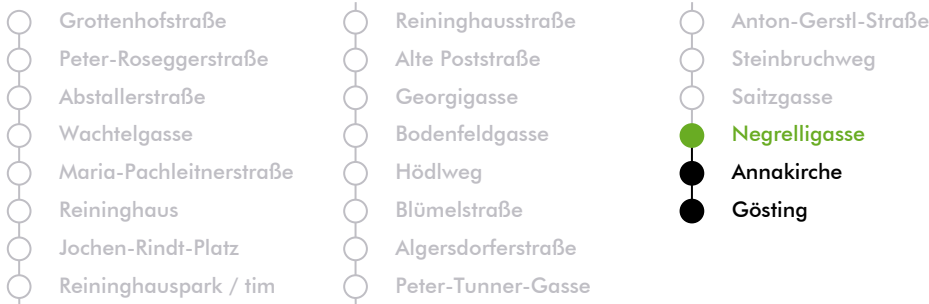 Grottenhofstraße
Peter-Roseggerstraße
Abstallerstraße
Wachtelgasse
Maria-Pachleitnerstraße
Reininghaus
Jochen-Rindt-Platz
Reininghauspark / tim
Reininghausstraße
Alte Poststraße
Georgigasse
Bodenfeldgasse
Hödlweg
Blümelstraße
Algersdorferstraße
Peter-Tunner-Gasse
Anton-Gerstl-Straße
Steinbruchweg
Saitzgasse
Negrelligasse
Annakirche
Gösting